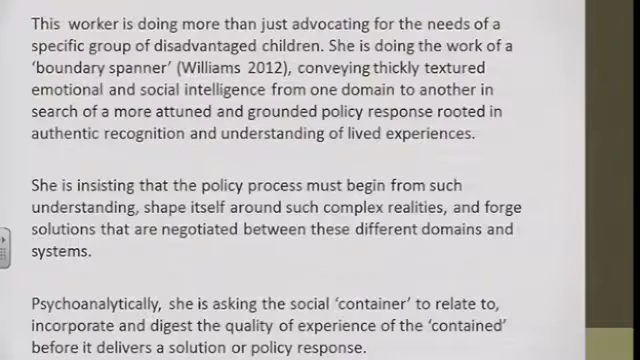 This worker is doing more than just advocating for the needs of a
specific group of disadvantaged children. She is doing the work of a
‘boundary spanner’ (Williams 2012), conveying thickly textured
emotional and social intelligence from one domain to another in
search of a more attuned and grounded policy response rooted in
authentic recognition and understanding of lived experiences.
She is insisting that the policy process must begin from such
understanding, shape itself around such complex realities, and forge
solutions that are negotiated between these different domains and
systems.
Psychoanalytically, she is asking the social ‘container’ to relate to,
incorporate and digest the quality of experience of the ‘contained’
before it delivers a solution or policy response.